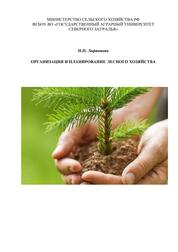 МИНИСТЕРСТВО СЕЛЬСКОГО ХОЗЯЙСТВА РФ
ФГБОУ ВО «ГОСУДАРСТВЕННЫЙ АГРАРНЫЙ УНИВЕРСИТЕТ
СЕВЕРНОГО ЗАУРАЛЬЯ»
Н.П. Ларионова
ОРГАНИЗАЦИЯ И ПЛАНИРОВАНИЕ ЛЕСНОГО ХОЗЯЙСТВА